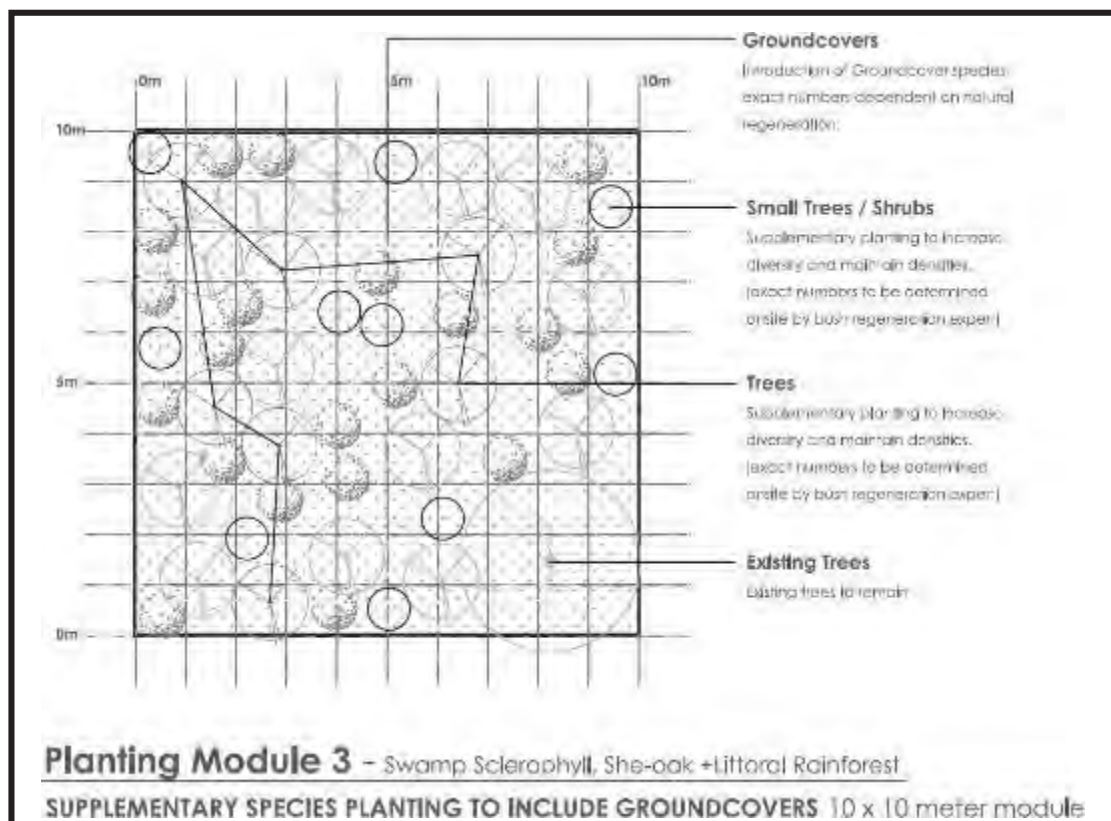 Groundcovers
Introduction of Groundcover species
exact numbers dependent on natural
regeneration.
0m 5m 10m
10m
Small Trees / Shrubs
Supplementary planting to increase
diversity and maintain densities.
(exact numbers to be determined
onsite by bush regeneration expert)
5m
Trees
Supplementary planting to increase
diversity and maintain densities.
(exact numbers to be determined
onsite by bush regeneration expert)
Existing Trees
Existing trees to remain
0m
Planting Module 3 - Swamp Sclerophyll, She-oak +Littoral Rainforest
SUPPLEMENTARY SPECIES PLANTING TO INCLUDE GROUNDCOVERS 10 x 10 meter module